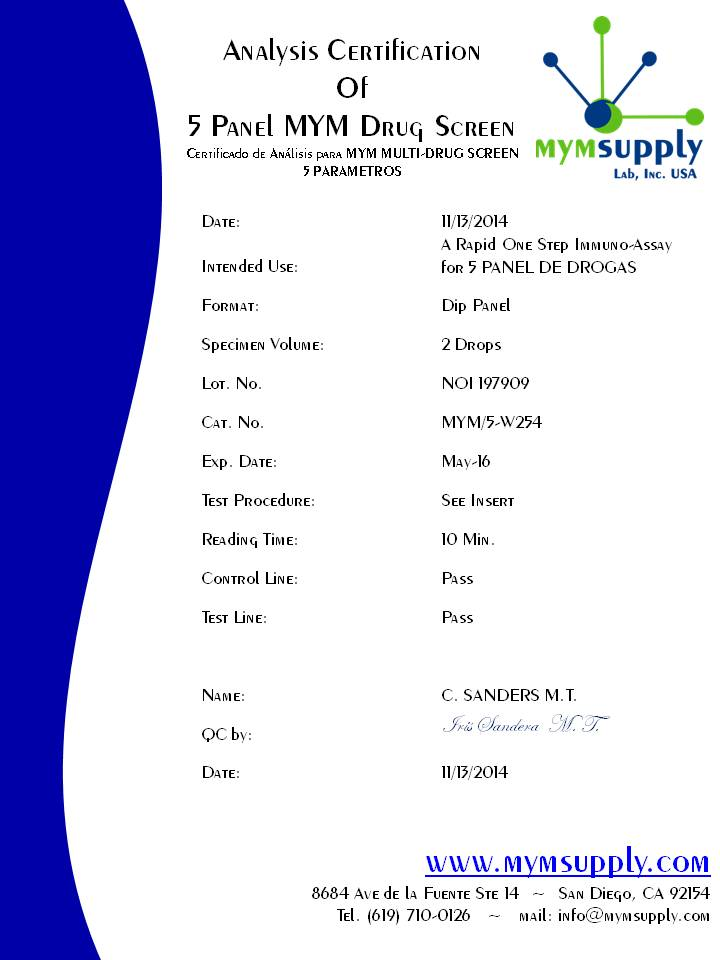 Analysis Certification
Of
5 Panel MYM Drug Screen
Certificado de Análisis para MYM MULTI-DRUG SCREEN
5 PARAMETROS
MYMsupply
Lab, Inc. USA
Date: 11/13/2014
A Rapid One Step Immuno-Assay
Intended Use: for 5 PANEL DE DROGAS
Format: Dip Panel
Specimen Volume: 2 Drops
Lot. No. NOI 197909
Cat. No. MYM/5-W254
Exp. Date: May-16
Test Procedure: See Insert
Reading Time: 10 Min.
Control Line: Pass
Test Line: Pass
Name: C. SANDERS M.T.
QC by: Iris Sandera M.T.
Date: 11/13/2014
www.mymsupply.com
8684 Ave de la Fuente Ste 14 ~ San Diego, CA 92154
Tel. (619) 710-0126 ~ mail: info@mymsupply.com